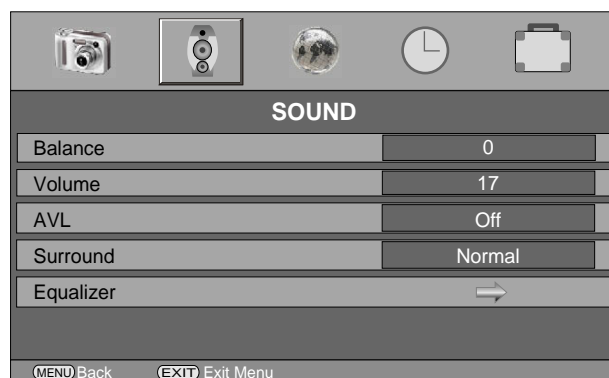 SOUND
Balance 0
Volume 17
AVL Off
Surround Normal
Equalizer
MENU Back EXIT Exit Menu